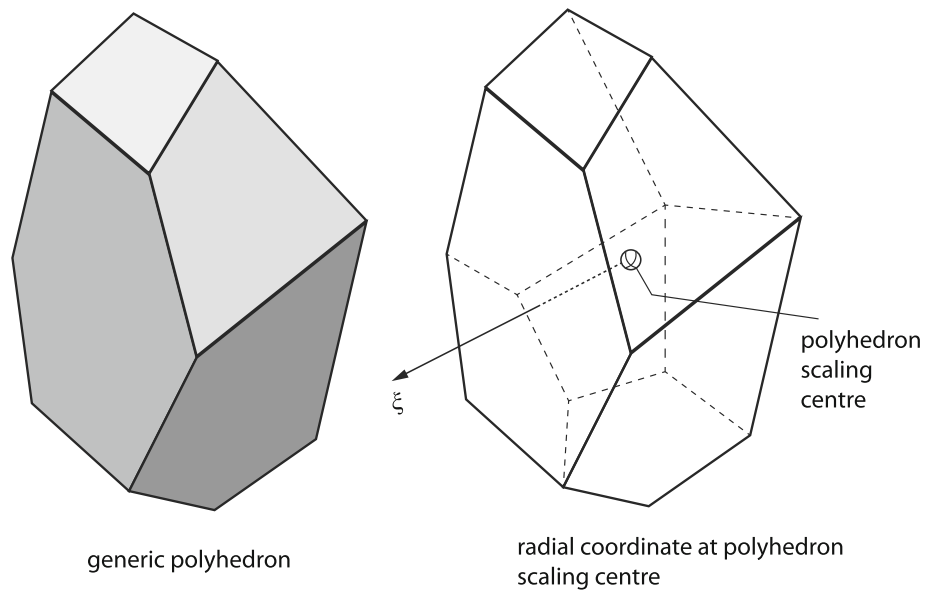 polyhedron
scaling
centre
ξ
generic polyhedron
radial coordinate at polyhedron
scaling centre